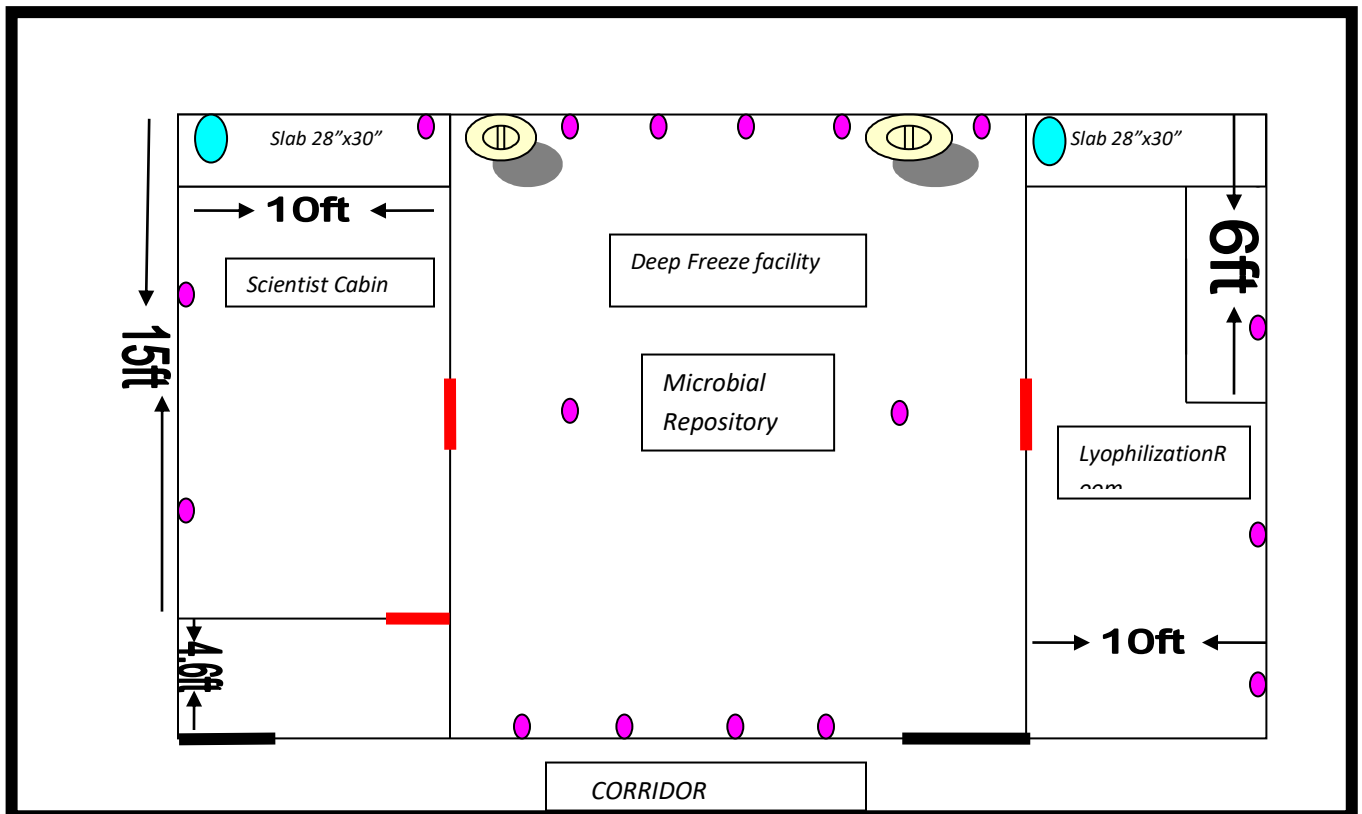 Slab 28”x30”
Slab 28”x30”
10ft
6ft
Deep Freeze facility
Scientist Cabin
15ft
Microbial
Repository
LyophilizationR
oom
10ft
4.6ft
CORRIDOR